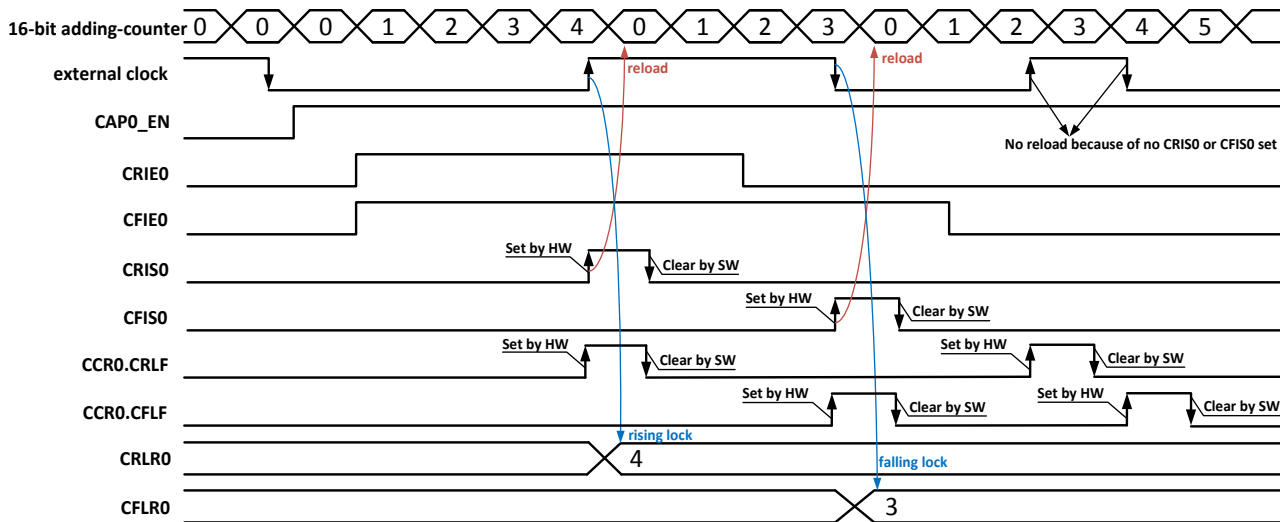 16-bit adding-counter 0 0 0 1 2 3 4 0 1 2 3 0 1 2 3 4 5
external clock
reload
reload
CAP0_EN
No reload because of no CRIS0 or CFIS0 set
CRIE0
CFIE0
CRIS0 Set by HW Clear by SW
CFIS0 Set by HW Clear by SW
CCR0.CRLF Set by HW Clear by SW Set by HW Clear by SW
CCR0.CFLF Set by HW Clear by SW Set by HW Clear by SW
rising lock
CRLR0 4
falling lock
CFLR0 3